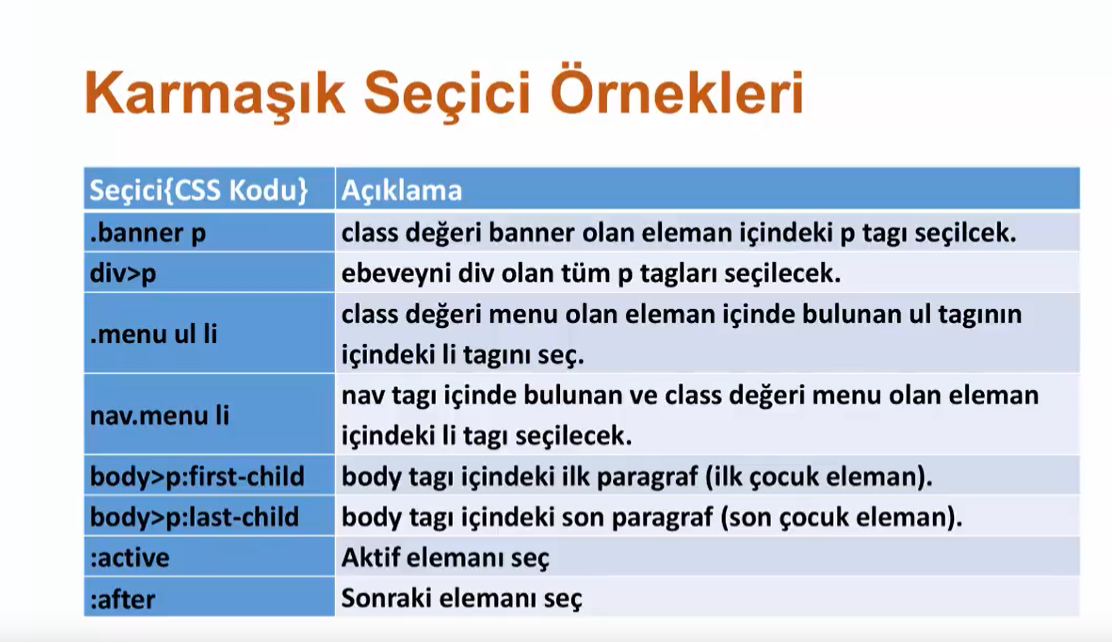 Karmaşık Seçici Örnekleri
Seçici{CSS Kodu} Açıklama
.banner p class değeri banner olan eleman içindeki p tagı seçilcek.
div>p ebeveyni div olan tüm p tagları seçilecek.
.menu ul li class değeri menu olan eleman içinde bulunan ul tagının
içindeki li tagını seç.
nav.menu li nav tagı içinde bulunan ve class değeri menu olan eleman
içindeki li tagı seçilecek.
body>p:first-child body tagı içindeki ilk paragraf (ilk çocuk eleman).
body>p:last-child body tagı içindeki son paragraf (son çocuk eleman).
:active Aktif elemanı seç
:after Sonraki elemanı seç